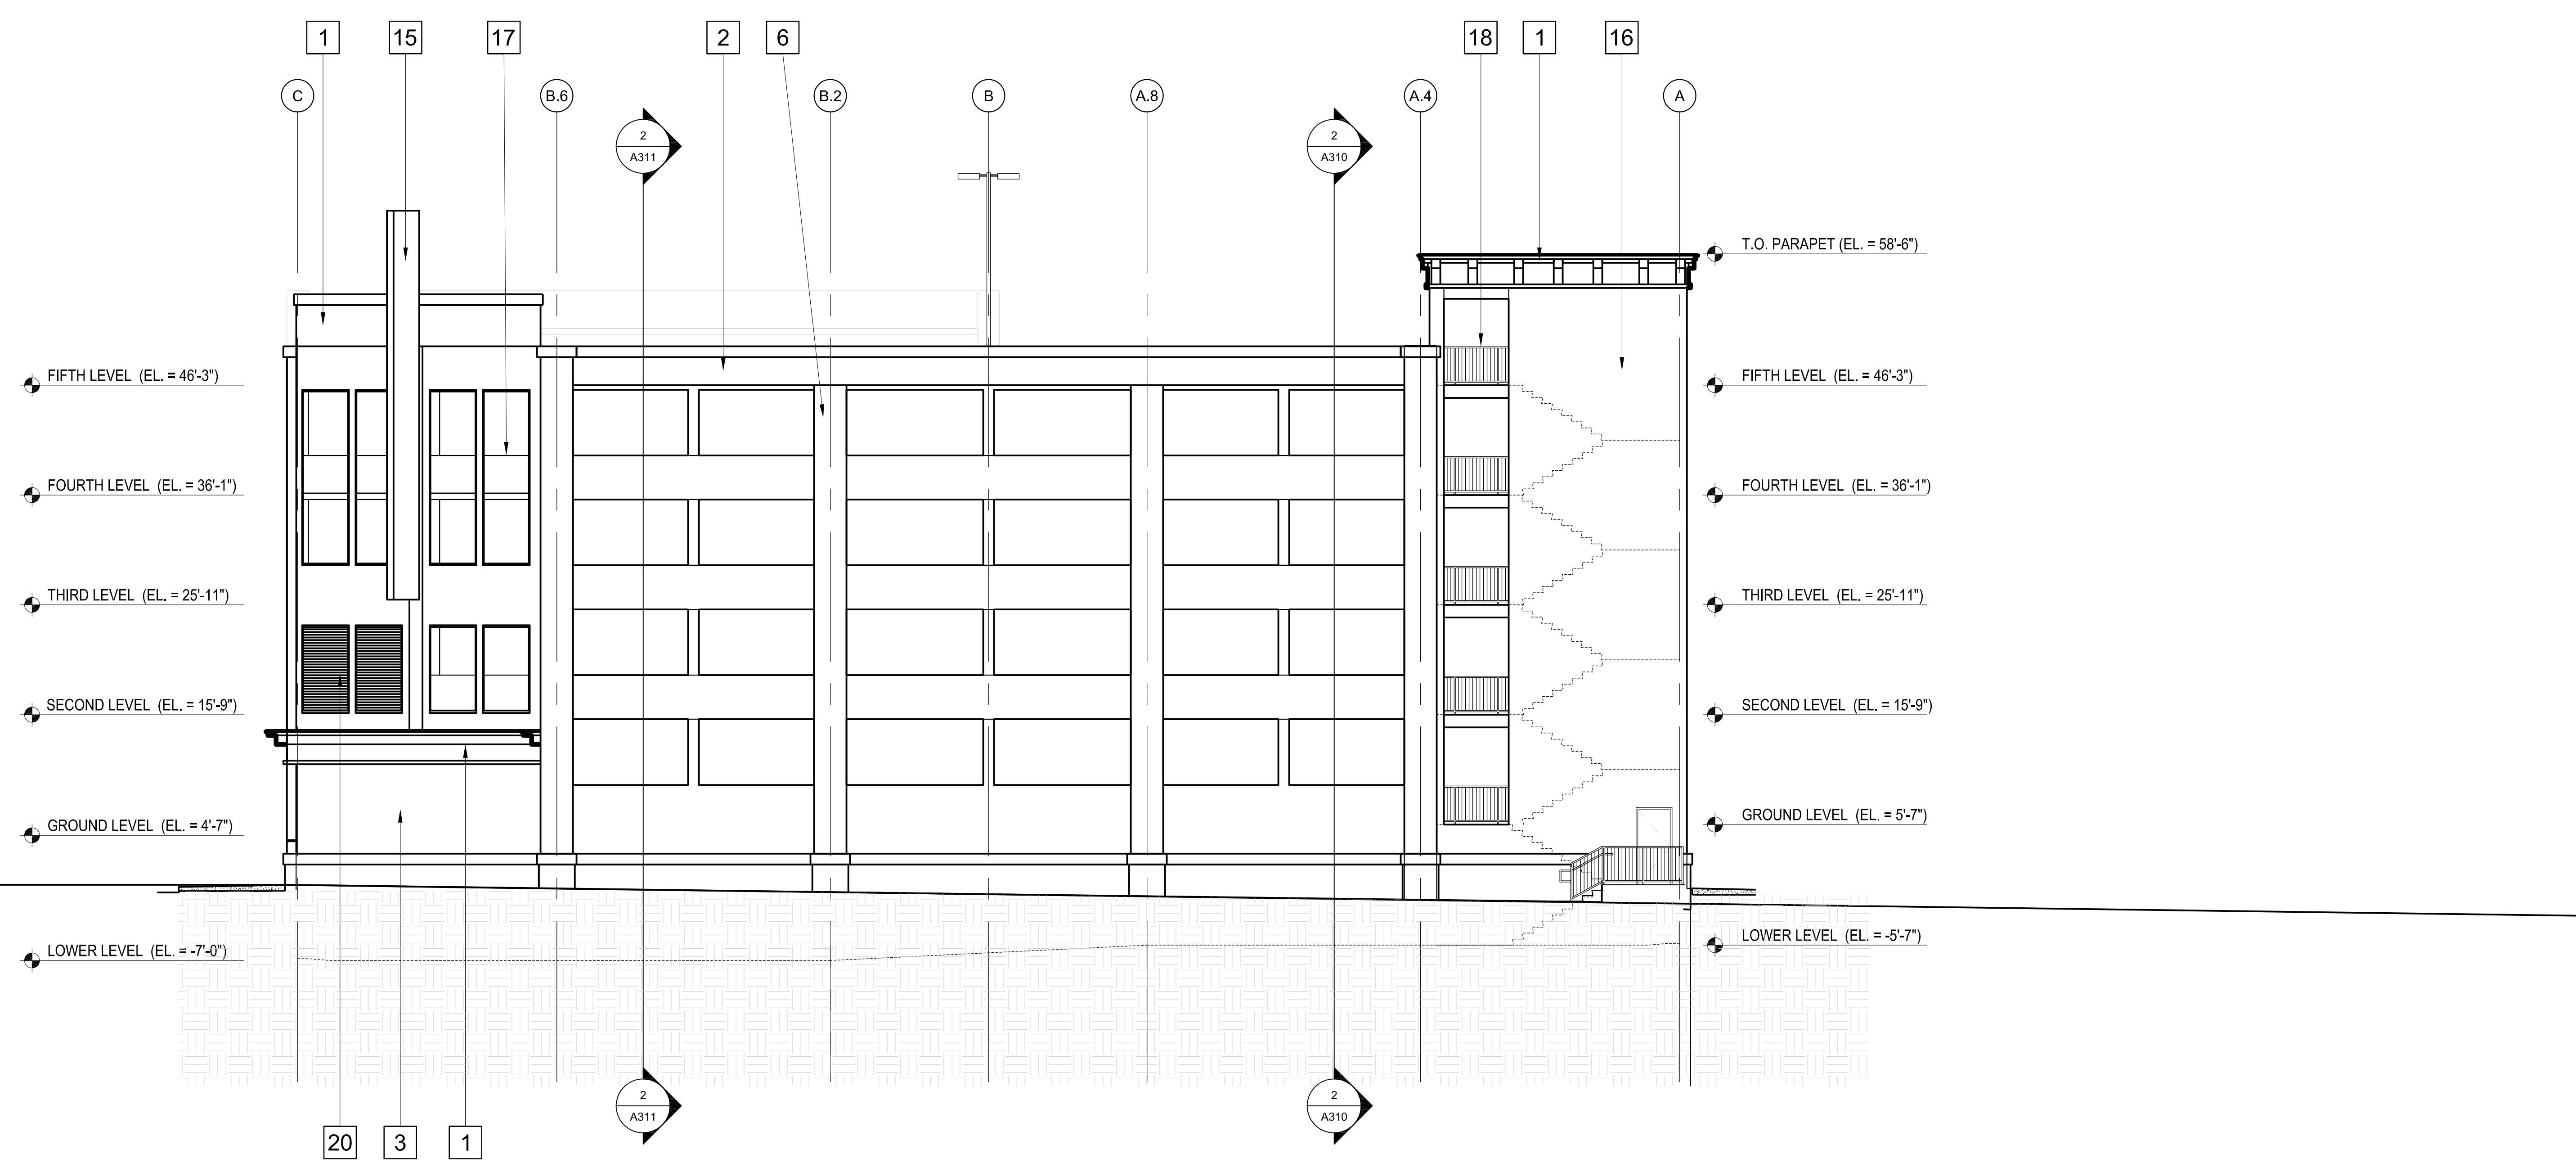 1 15 17 2 6 18 1 16
C B.6 B.2 B A.8 A.4 A
2
A311
2
A310
T.O. PARAPET (EL. = 58'-6")
FIFTH LEVEL (EL. = 46'-3")
FIFTH LEVEL (EL. = 46'-3")
FOURTH LEVEL (EL. = 36'-1")
FOURTH LEVEL (EL. = 36'-1")
THIRD LEVEL (EL. = 25'-11")
THIRD LEVEL (EL. = 25'-11")
SECOND LEVEL (EL. = 15'-9")
SECOND LEVEL (EL. = 15'-9")
GROUND LEVEL (EL. = 4'-7")
GROUND LEVEL (EL. = 5'-7")
LOWER LEVEL (EL. = -7'-0")
LOWER LEVEL (EL. = -5'-7")
2
A311
2
A310
20 3 1